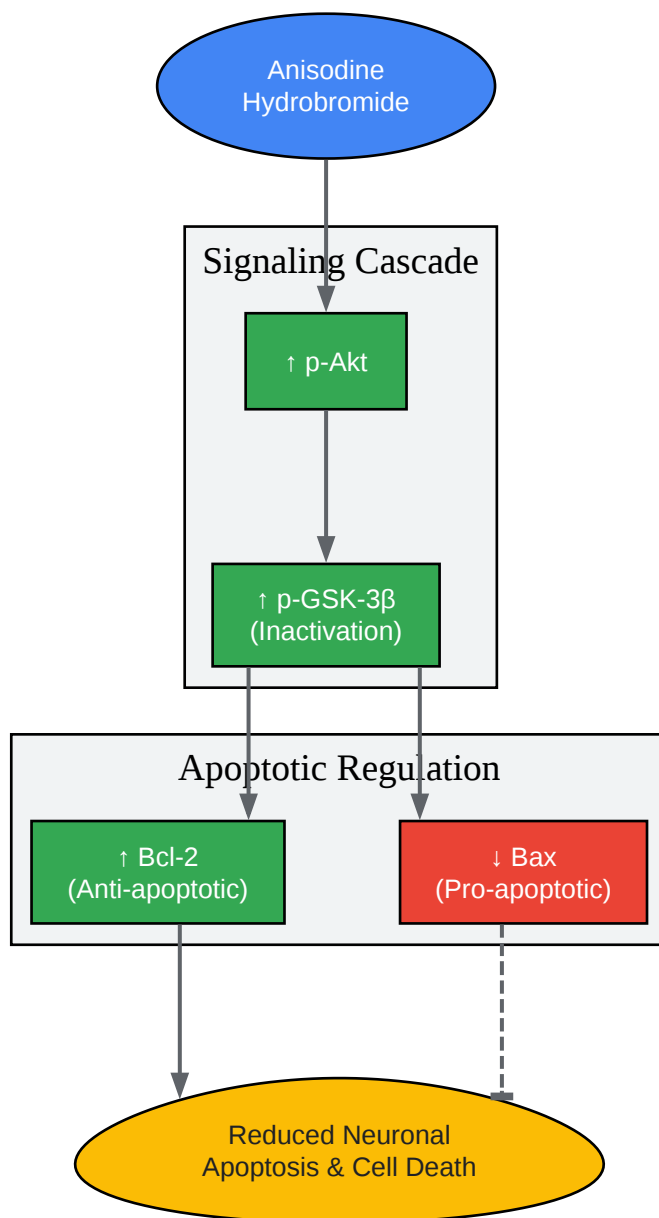 Anisodine
Hydrobromide
Signaling Cascade
↑ p-Akt
↑ p-GSK-3β
(Inactivation)
Apoptotic Regulation
↑ Bcl-2
(Anti-apoptotic)
↓ Bax
(Pro-apoptotic)
Reduced Neuronal
Apoptosis & Cell Death